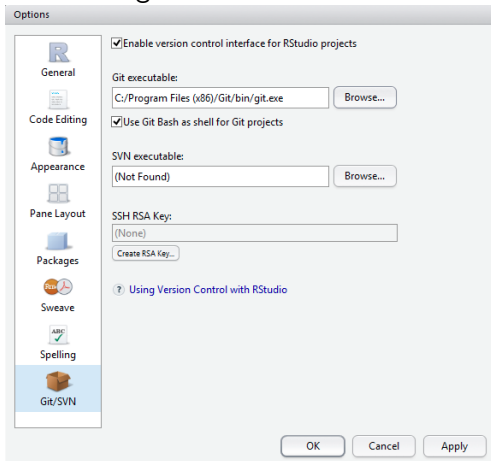 Options
R
General
Code Editing
Appearance
Pane Layout
Packages
Sweave
ABC
Spelling
Git/SVN
Enable version control interface for RStudio projects
Git executable:
C:/Program Files (x86)/Git/bin/git.exe
Browse...
Use Git Bash as shell for Git projects
SVN executable:
(Not Found)
Browse...
SSH RSA Key:
(None)
Create RSA Key...
? Using Version Control with RStudio
OK
Cancel
Apply